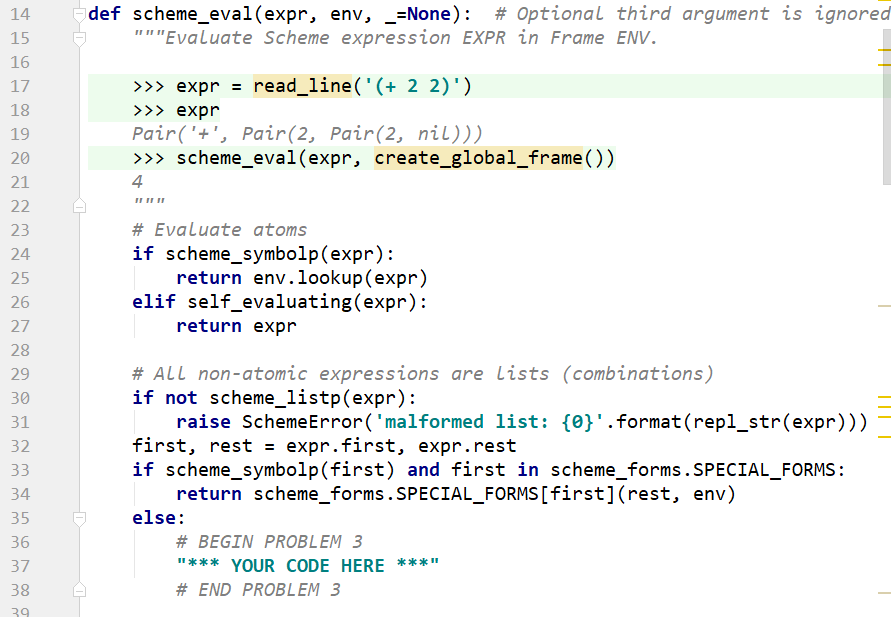 14 def scheme_eval(expr, env, _=None):  # Optional third argument is ignored
15     """Evaluate Scheme expression EXPR in Frame ENV.
16
17     >>> expr = read_line('(+ 2 2)')
18     >>> expr
19     Pair('+', Pair(2, Pair(2, nil)))
20     >>> scheme_eval(expr, create_global_frame())
21     4
22     """
23     # Evaluate atoms
24     if scheme_symbolp(expr):
25         return env.lookup(expr)
26     elif self_evaluating(expr):
27         return expr
28
29     # All non-atomic expressions are lists (combinations)
30     if not scheme_listp(expr):
31         raise SchemeError('malformed list: {0}'.format(repl_str(expr)))
32     first, rest = expr.first, expr.rest
33     if scheme_symbolp(first) and first in scheme_forms.SPECIAL_FORMS:
34         return scheme_forms.SPECIAL_FORMS[first](rest, env)
35     else:
36         # BEGIN PROBLEM 3
37         "*** YOUR CODE HERE ***"
38         # END PROBLEM 3
39